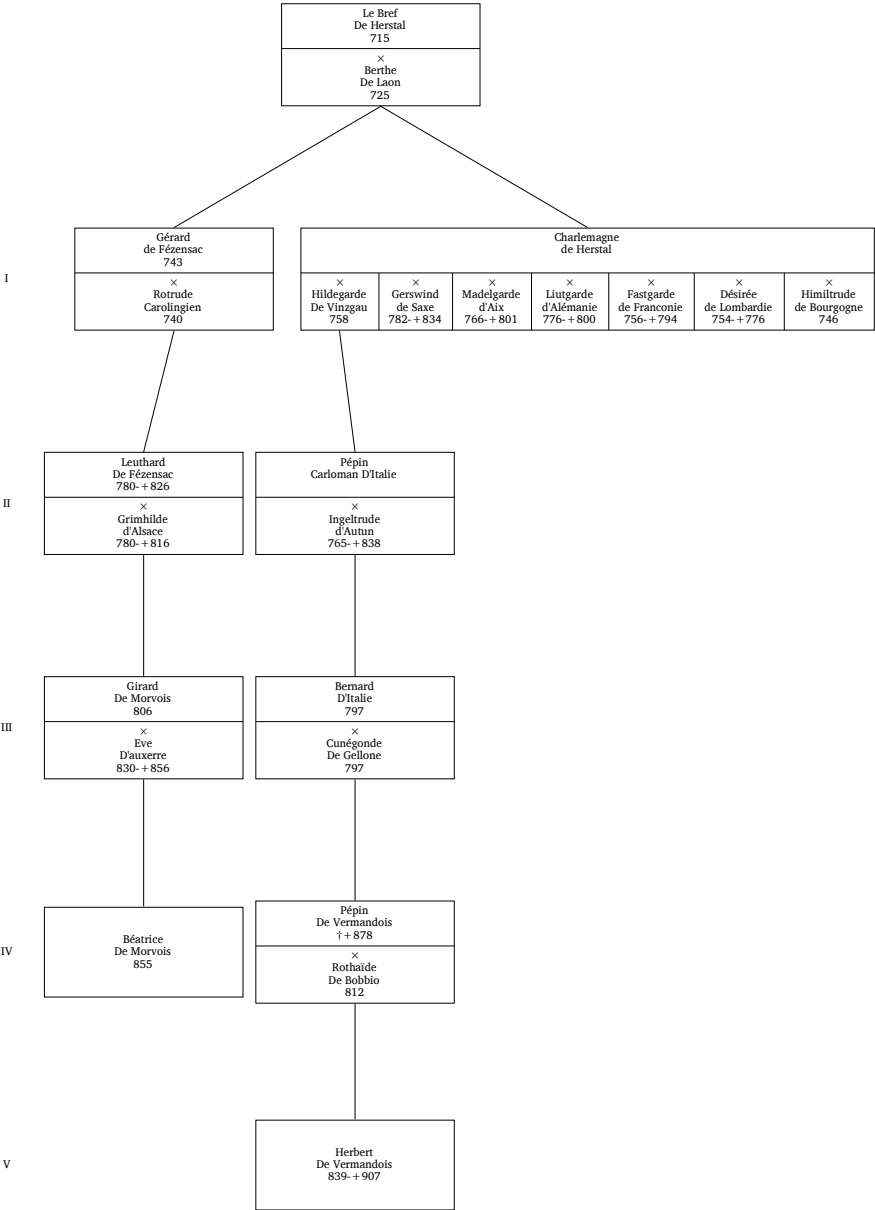 Le Bref
De Herstal
715
×
Berthe
De Laon
725
I
Gérard
de Fézensac
743
×
Rotrude
Carolingien
740
Charlemagne
de Herstal
×
Hildegarde
De Vinzgau
758
×
Gerswind
de Saxe
782-+834
×
Madelgarde
d'Aix
766-+801
×
Liutgarde
d'Alémanie
776-+800
×
Fastgarde
de Franconie
756-+794
×
Désirée
de Lombardie
754-+776
×
Himiltrude
de Bourgogne
746
II
Leuthard
De Fézensac
780-+826
×
Grimhilde
d'Alsace
780-+816
Pépin
Carloman D'Italie
×
Ingeltrude
d'Autun
765-+838
III
Girard
De Morvois
806
×
Eve
D'auxerre
830-+856
Bernard
D'Italie
797
×
Cunégonde
De Gellone
797
IV
Béatrice
De Morvois
855
Pépin
De Vermandois
†+878
×
Rothaïde
De Bobbio
812
V
Herbert
De Vermandois
839-+907